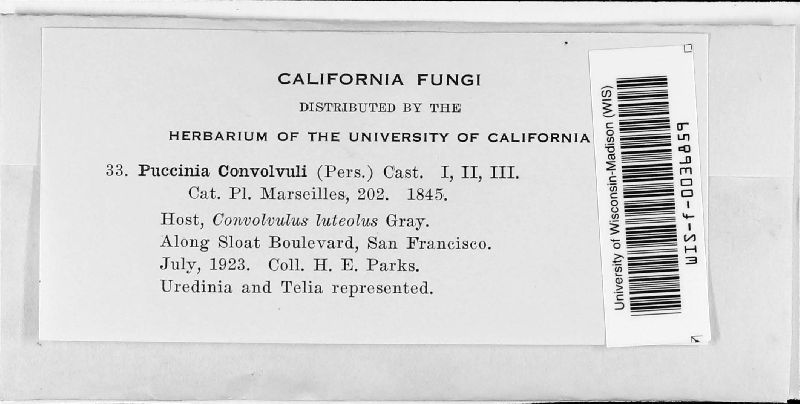 CALIFORNIA FUNGI
DISTRIBUTED BY THE
HERBARIUM OF THE UNIVERSITY OF CALIFORNIA
33. Puccinia Convolvuli (Pers.) Cast. I, II, III.
Cat. Pl. Marseilles, 202. 1845.
Host, Convolvulus luteolus Gray.
Along Sloat Boulevard, San Francisco.
July, 1923. Coll. H. E. Parks.
Uredinia and Telia represented.
University of Wisconsin-Madison (WIS)
WIS-f-0036859